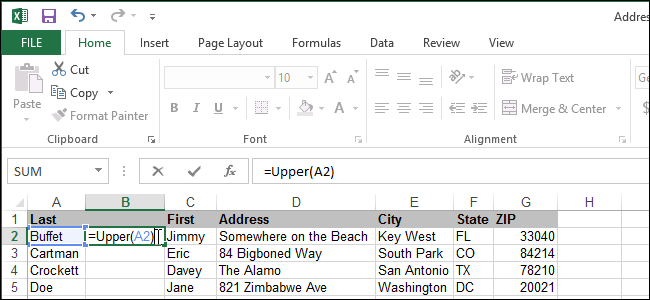 Addre
FILE Home Insert Page Layout Formulas Data Review View
Cut
Copy
Format Painter
Paste
10 A A
Wrap Text
Ge
B I U A
Merge & Center
$
Clipboard Font Alignment
SUM fx =Upper(A2)
A B C D E F G H
1 Last First Address City State ZIP
2 Buffet =Upper(A2) Jimmy Somewhere on the Beach Key West FL 33040
3 Cartman Eric 84 Bigboned Way South Park CO 84214
4 Crockett Davey The Alamo San Antonio TX 78210
5 Doe Jane 821 Zimbabwe Ave Washington DC 20021